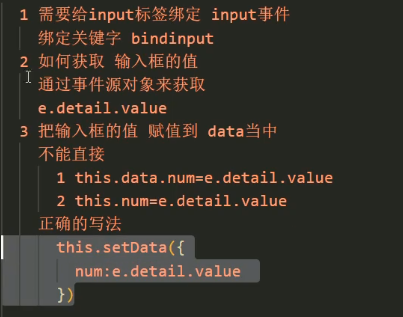 1 需要给input标签绑定 input事件
绑定关键字 bindinput
2 如何获取 输入框的值
通过事件源对象来获取
e.detail.value
3 把输入框的值 赋值到 data当中
不能直接
1 this.data.num=e.detail.value
2 this.num=e.detail.value
正确的写法
this.setData({
num:e.detail.value
})